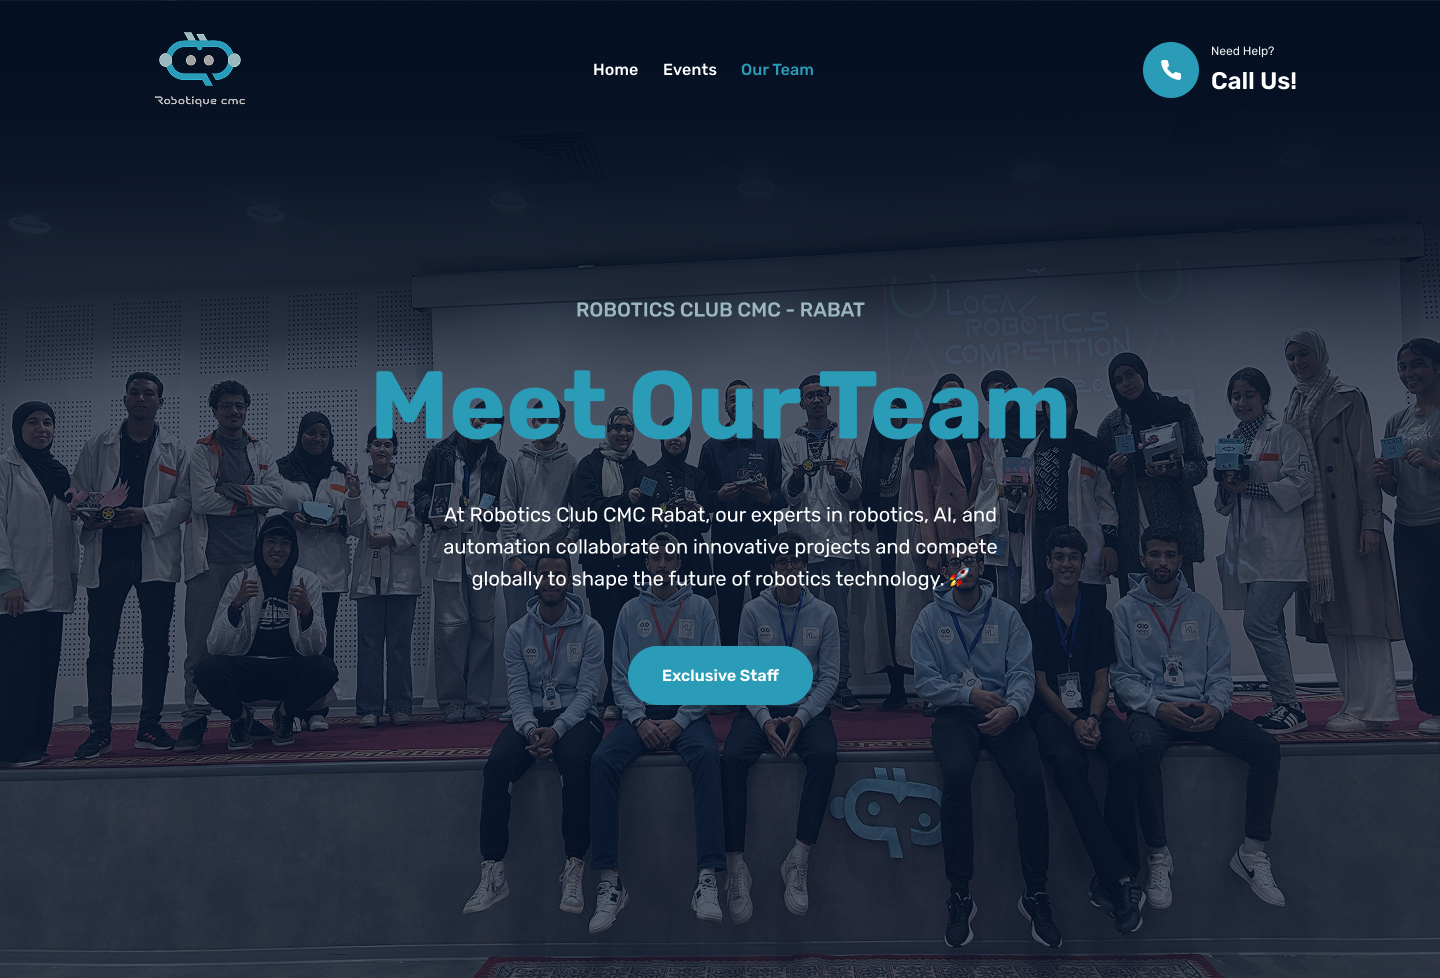 Robotique cmc
Home
Events
Our Team
Need Help?
Call Us!
ROBOTICS CLUB CMC - RABAT
LOCAL
ROBOTICS
COMPETITION
Meet Our Team
At Robotics Club CMC Rabat, our experts in robotics, AI, and
automation collaborate on innovative projects and compete
globally to shape the future of robotics technology. 🚀
Exclusive Staff